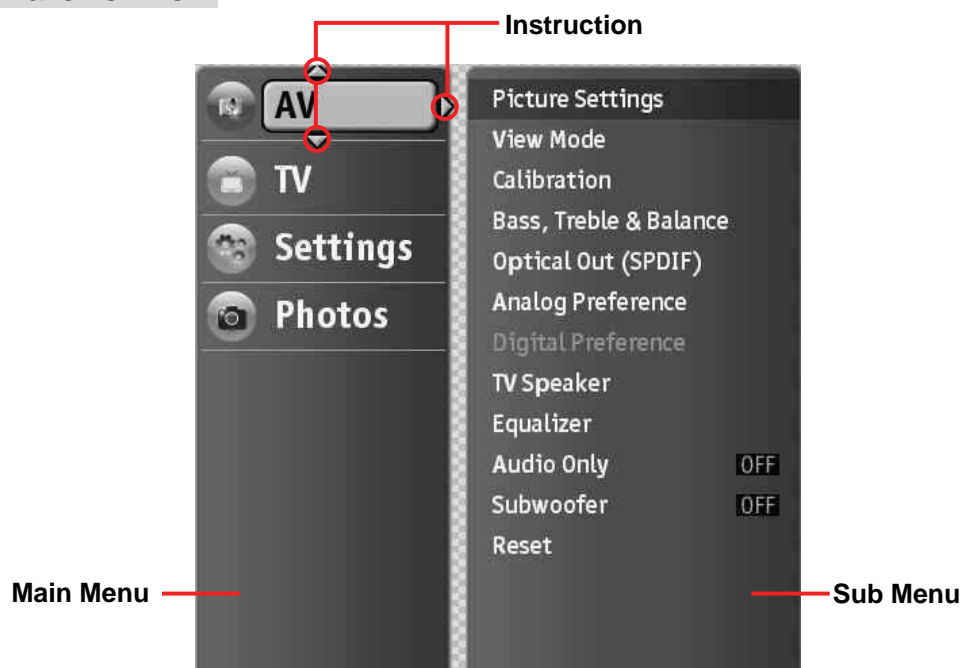 Instruction
AV
TV
Settings
Photos
Picture Settings
View Mode
Calibration
Bass, Treble & Balance
Optical Out (SPDIF)
Analog Preference
Digital Preference
TV Speaker
Equalizer
Audio Only OFF
Subwoofer OFF
Reset
Main Menu
Sub Menu